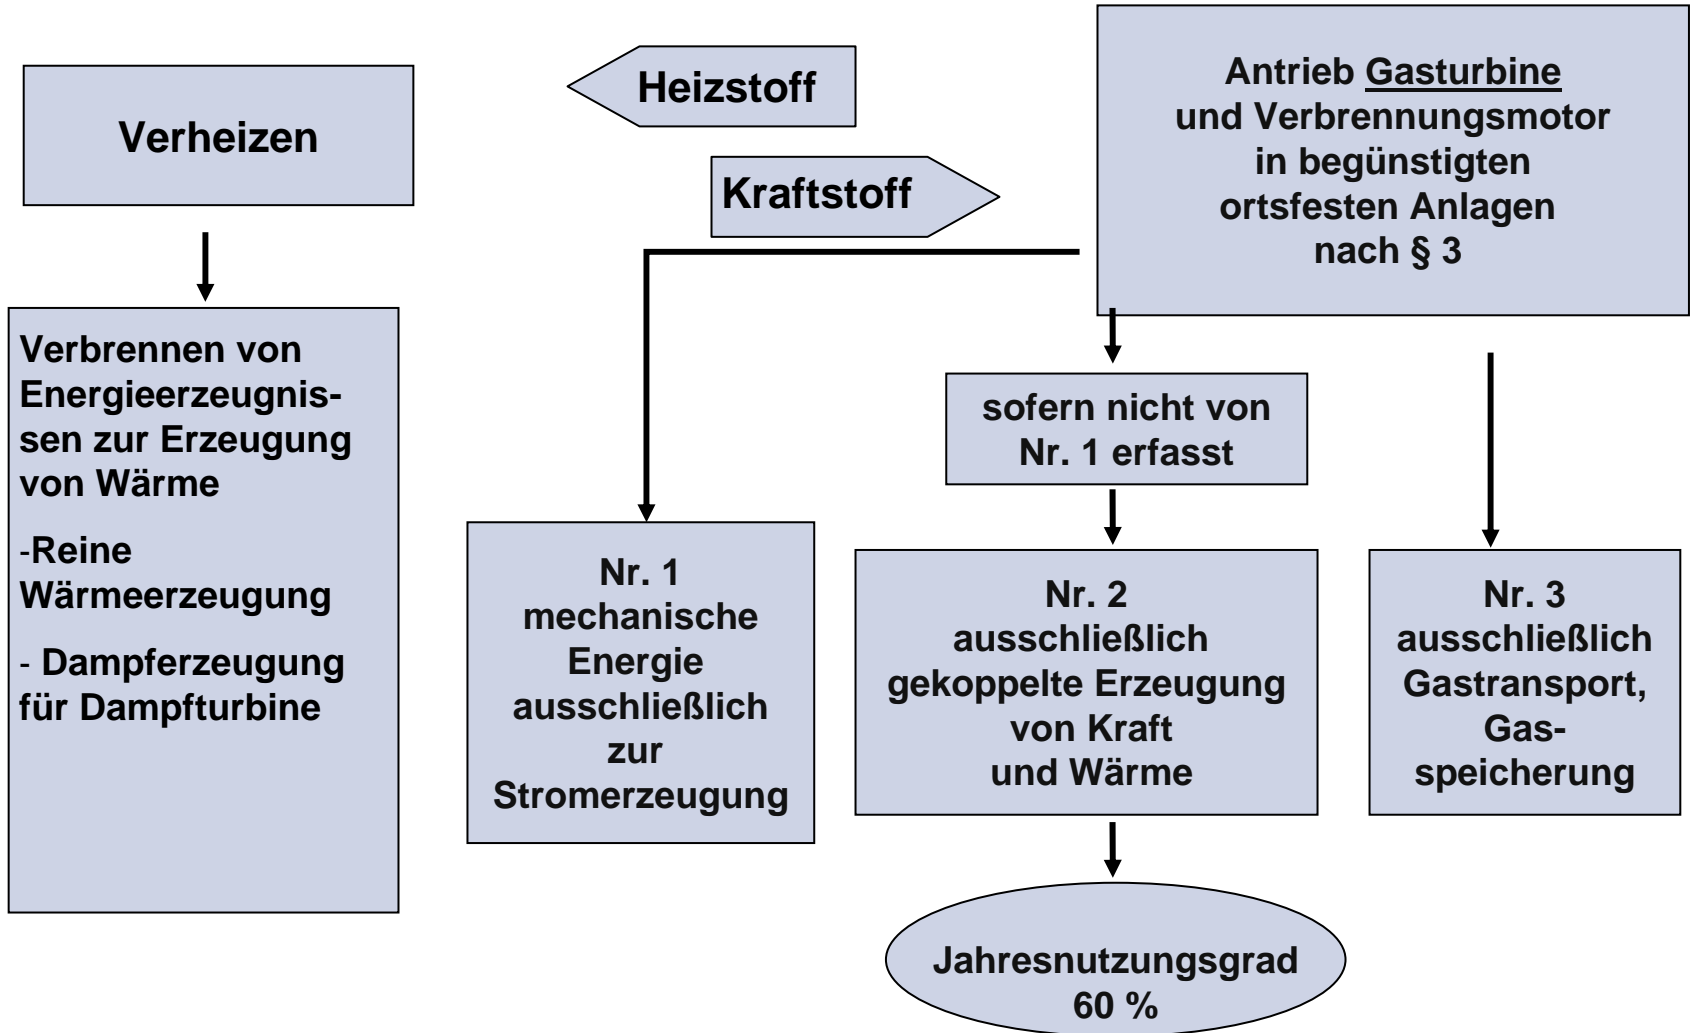 Verheizen
Verbrennen von
Energieerzeugnis-
sen zur Erzeugung
von Wärme
-Reine
Wärmeerzeugung
- Dampferzeugung
für Dampfturbine
Heizstoff
Kraftstoff
Antrieb Gasturbine
und Verbrennungsmotor
in begünstigten
ortsfesten Anlagen
nach § 3
Nr. 1
mechanische
Energie
ausschließlich
zur
Stromerzeugung
sofern nicht von
Nr. 1 erfasst
Nr. 2
ausschließlich
gekoppelte Erzeugung
von Kraft
und Wärme
Jahresnutzungsgrad
60 %
Nr. 3
ausschließlich
Gastransport,
Gas-
speicherung